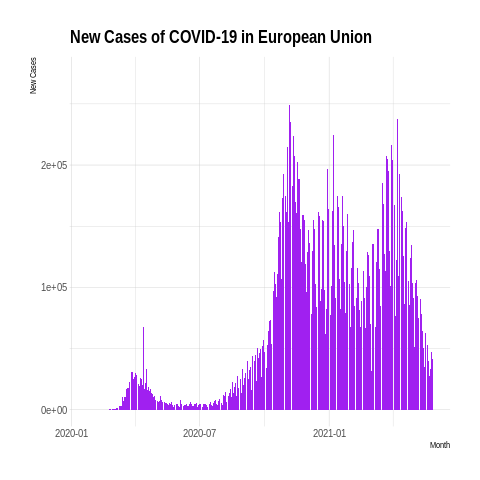 New Cases of COVID-19 in European Union
New Cases
2e+05
1e+05
0e+00
2020-01
2020-07
2021-01
Month